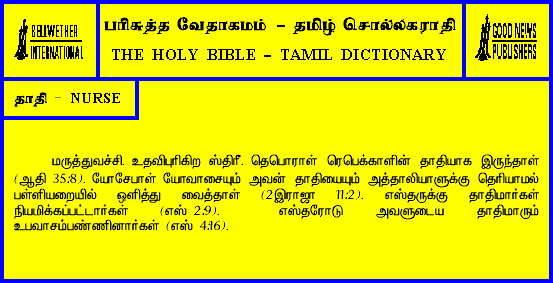 BELLWETHER
INTERNATIONAL
பரிசுத்த வேதாகமம் - தமிழ் சொல்லகராதி
THE HOLY BIBLE - TAMIL DICTIONARY
GOOD NEWS
PUBLISHERS
தாதி - NURSE
மருத்துவச்சி. உதவிபுரிகிற ஸ்திரீ. தெபொராள் ரெபெக்காளின் தாதியாக இருந்தாள்
(ஆதி 35:8). யோசேபாள் யோவாசையும் அவன் தாதியையும் அத்தாலியாளுக்கு தெரியாமல்
பள்ளியறையில் ஒளித்து வைத்தாள் (2இராஜா 11:2). எஸ்தருக்கு தாதிமார்கள்
நியமிக்கப்பட்டார்கள் (எஸ் 2:9). எஸ்தரோடு அவளுடைய தாதிமாரும்
உபவாசம்பண்ணினார்கள் (எஸ் 4:16).